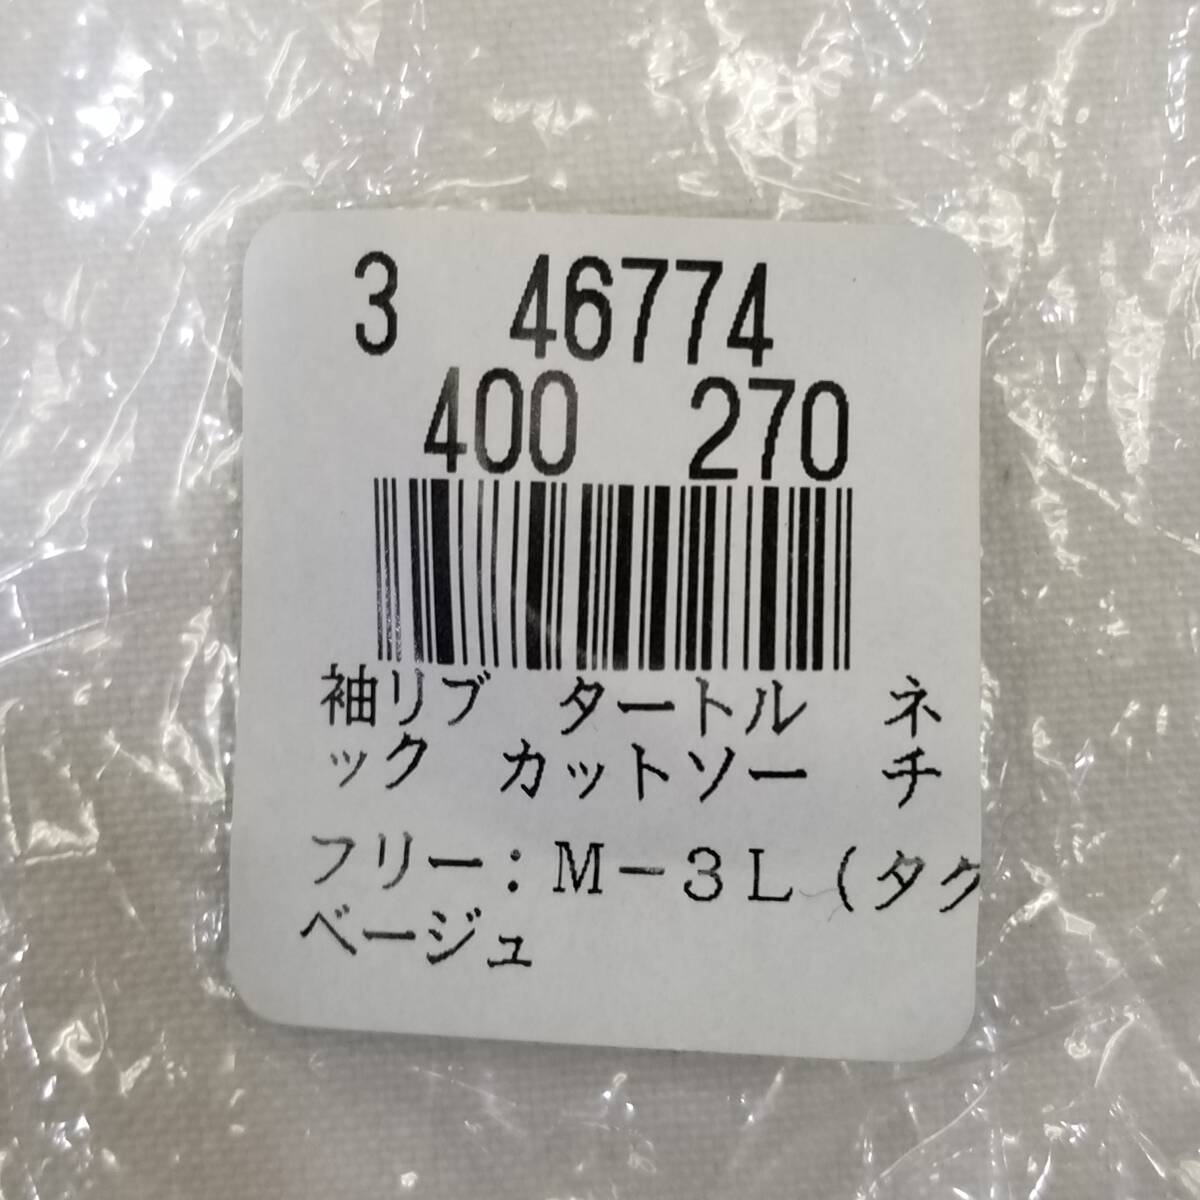 3 46774
400 270
袖リブ タートル ネ
ック カットソー チ
フリー：M－3L（タク
ベージュ